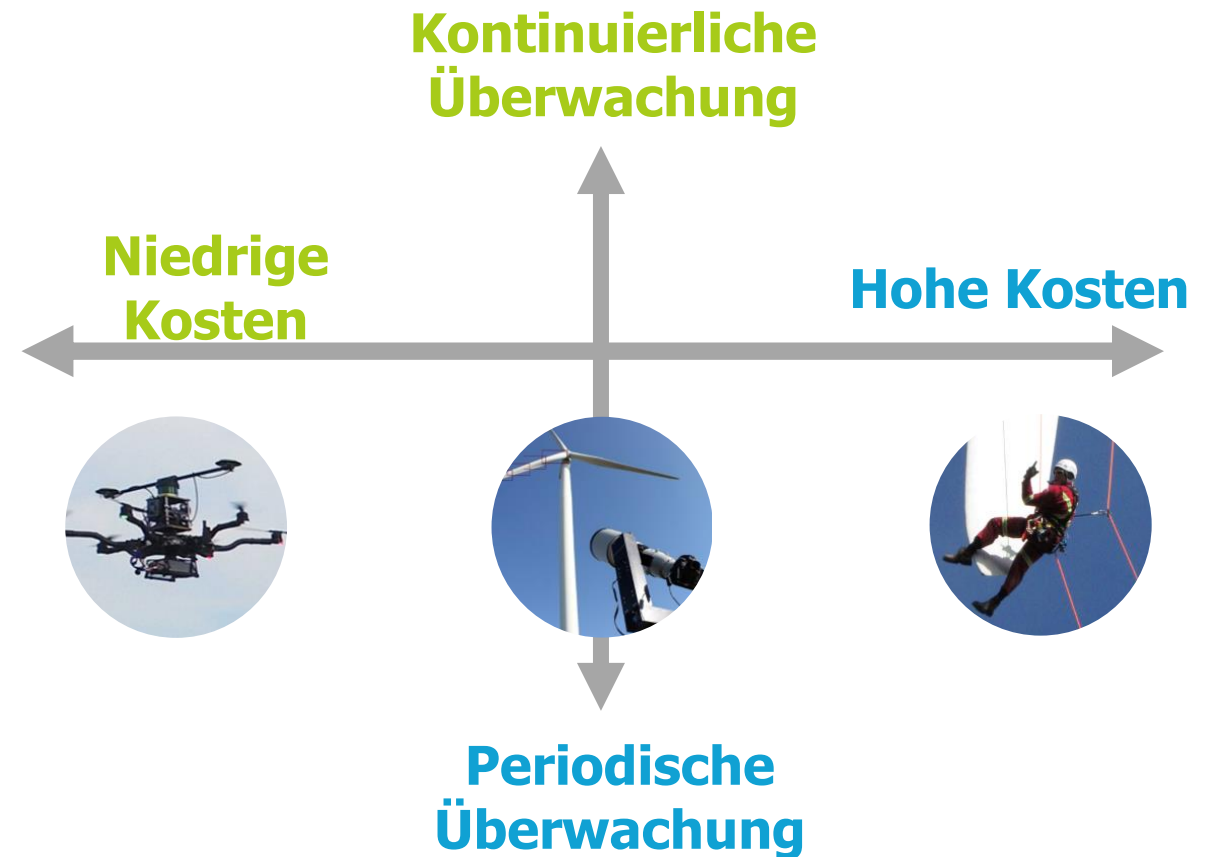 Kontinuierliche
Überwachung
Niedrige
Kosten
Hohe Kosten
Periodische
Überwachung